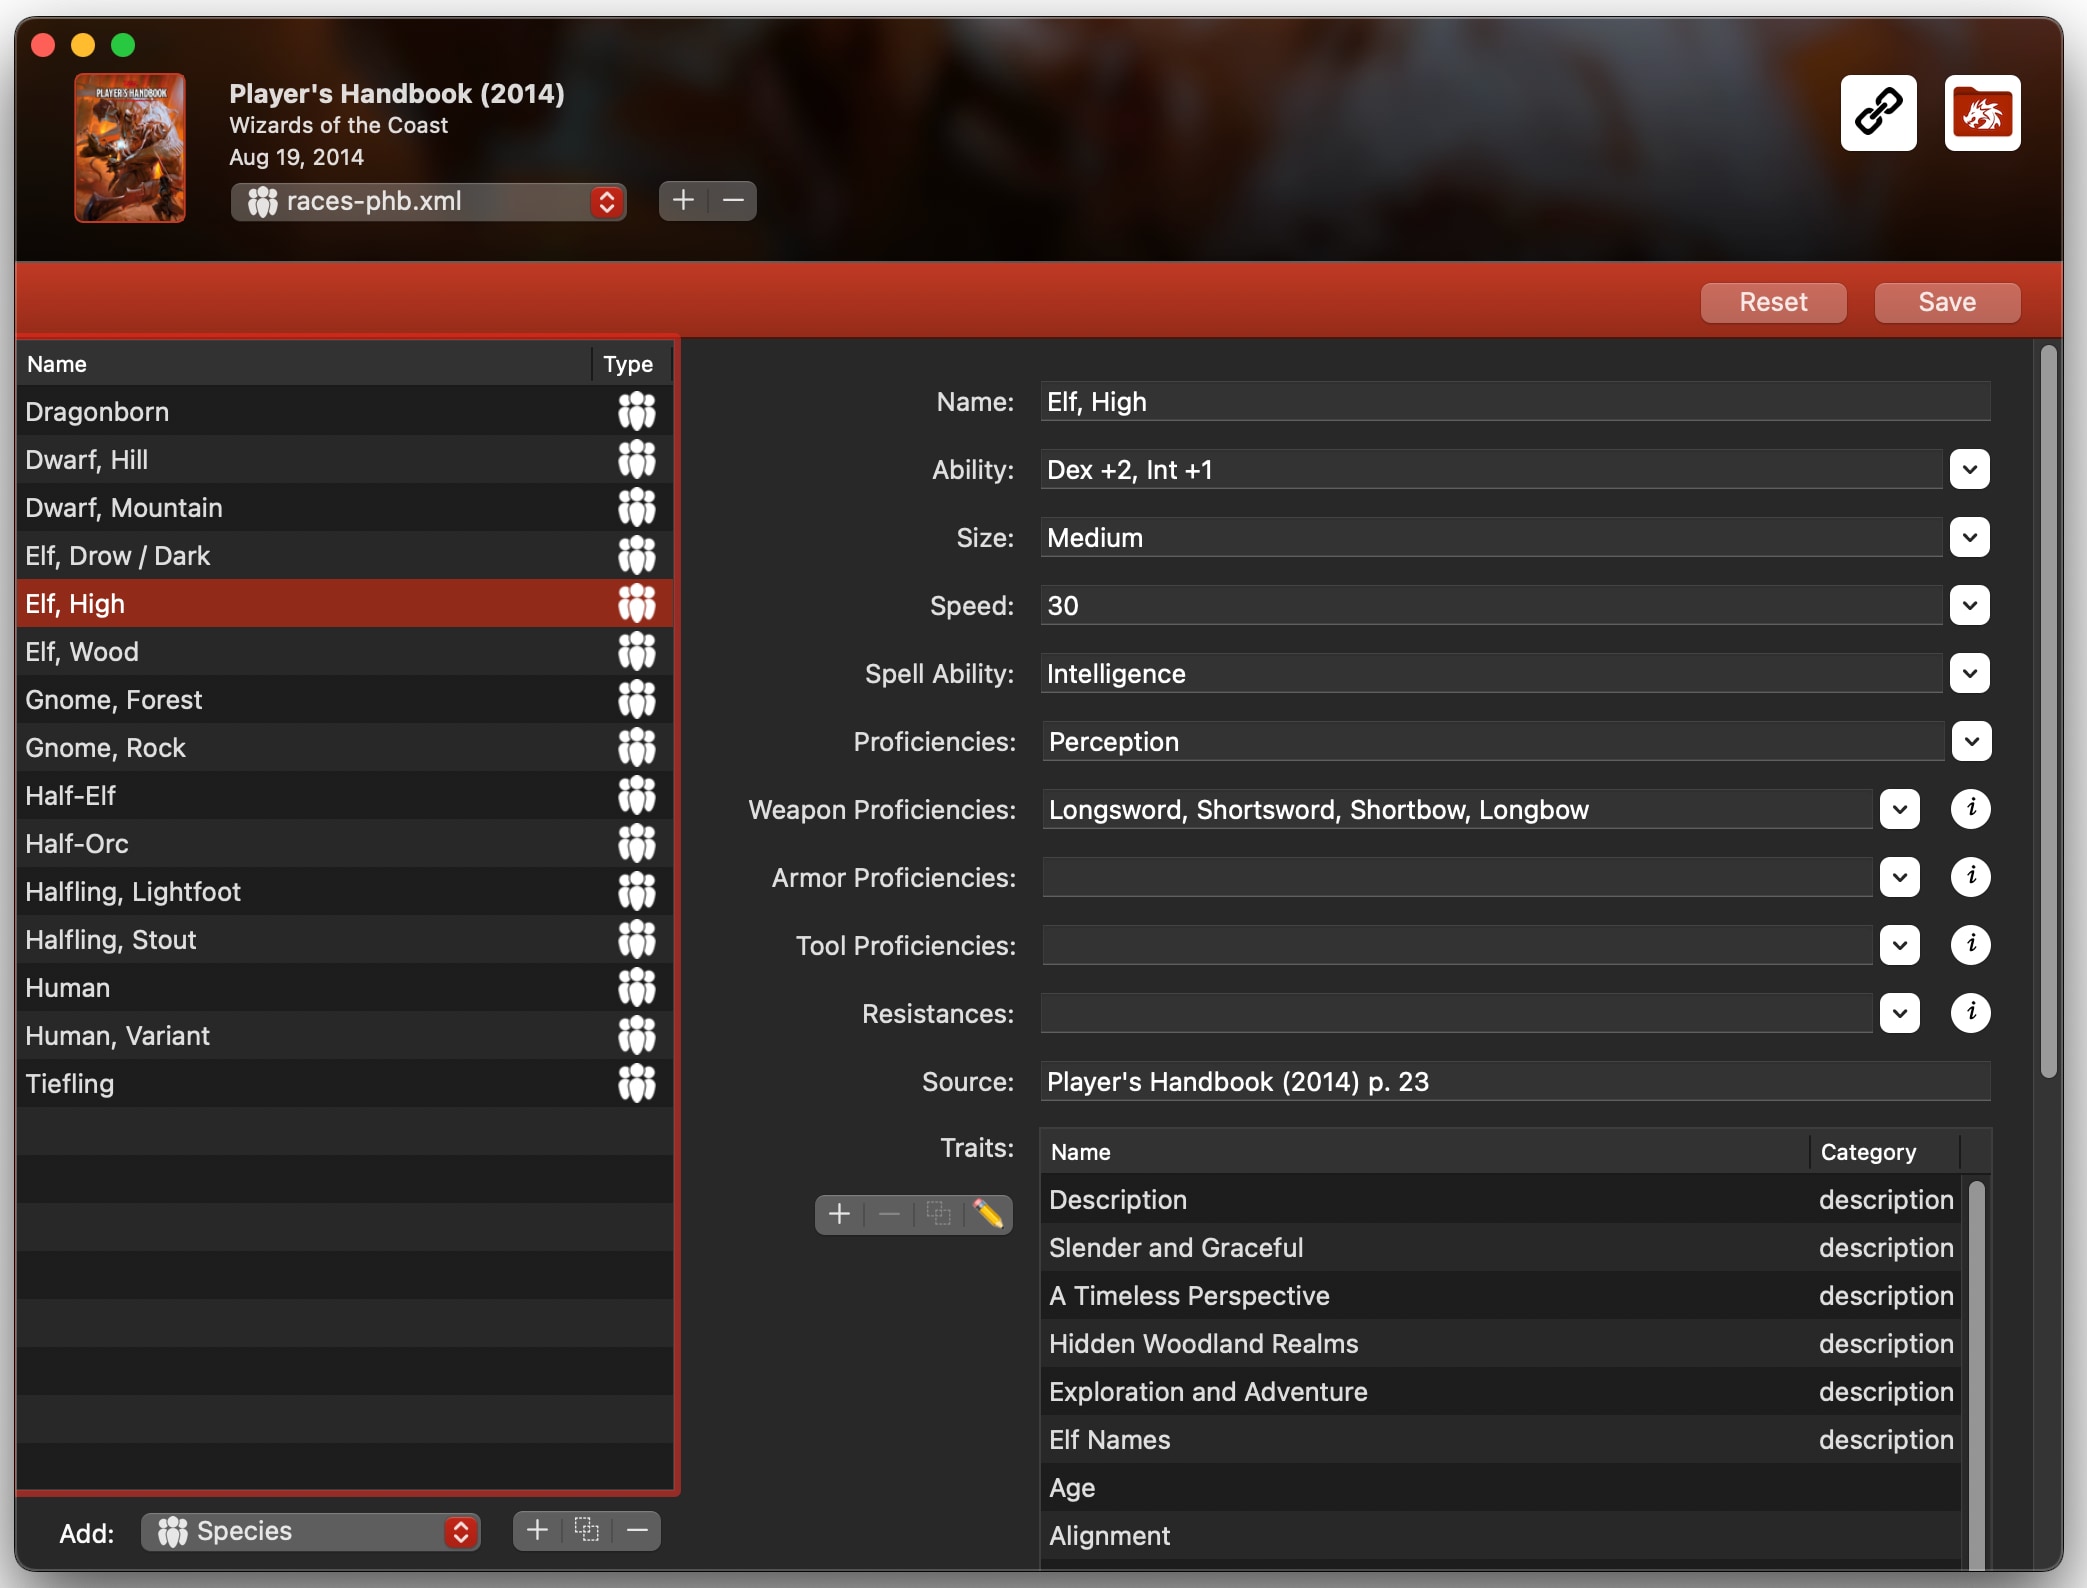 PLAYER'S HANDBOOK
Player's Handbook (2014)
Wizards of the Coast
Aug 19, 2014
races-phb.xml
Reset
Save
Name Type
Dragonborn
Dwarf, Hill
Dwarf, Mountain
Elf, Drow / Dark
Elf, High
Elf, Wood
Gnome, Forest
Gnome, Rock
Half-Elf
Half-Orc
Halfling, Lightfoot
Halfling, Stout
Human
Human, Variant
Tiefling
Add: Species
Name: Elf, High
Ability: Dex +2, Int +1
Size: Medium
Speed: 30
Spell Ability: Intelligence
Proficiencies: Perception
Weapon Proficiencies: Longsword, Shortsword, Shortbow, Longbow
Armor Proficiencies:
Tool Proficiencies:
Resistances:
Source: Player's Handbook (2014) p. 23
Traits:
Name Category
Description description
Slender and Graceful description
A Timeless Perspective description
Hidden Woodland Realms description
Exploration and Adventure description
Elf Names description
Age
Alignment